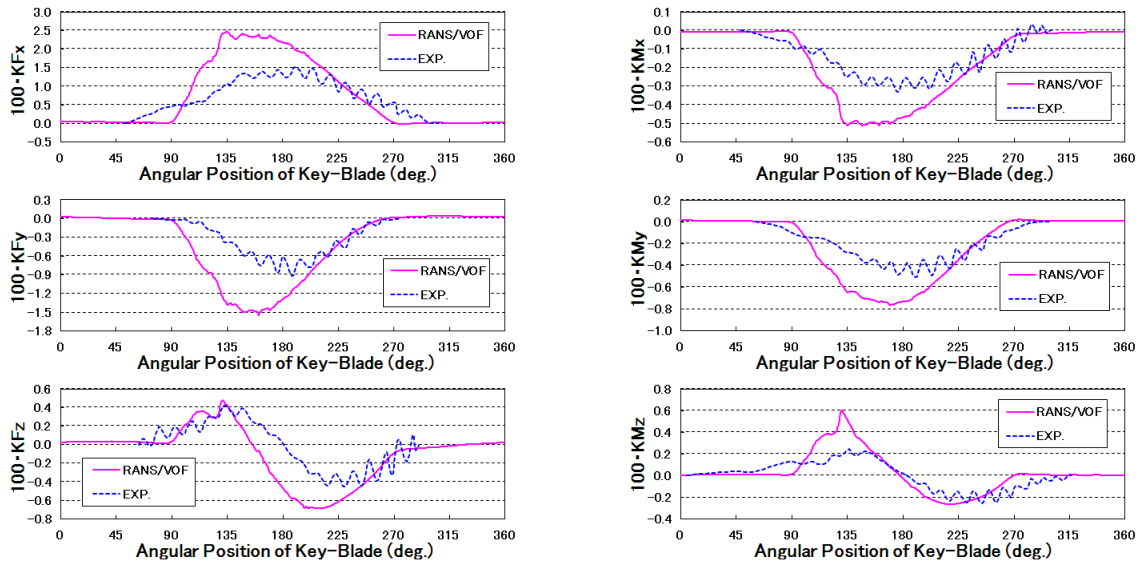 100・KFx
2.5
2.0
1.5
1.0
0.5
0.0
−0.5
RANS/VOF
EXP.
0 45 90 135 180 225 270 315 360
Angular Position of Key−Blade (deg.)
100・KMx
0.1
0.0
−0.1
−0.2
−0.3
−0.4
−0.5
−0.6
RANS/VOF
EXP.
0 45 90 135 180 225 270 315 360
Angular Position of Key−Blade (deg.)
100・KFy
0.3
0.0
−0.3
−0.6
−0.9
−1.2
−1.5
−1.8
RANS/VOF
EXP.
0 45 90 135 180 225 270 315 360
Angular Position of Key−Blade (deg.)
100・KMy
0.2
0.0
−0.2
−0.4
−0.6
−0.8
−1.0
RANS/VOF
EXP.
0 45 90 135 180 225 270 315 360
Angular Position of Key−Blade (deg.)
100・KFz
0.6
0.4
0.2
0.0
−0.2
−0.4
−0.6
−0.8
RANS/VOF
EXP.
0 45 90 135 180 225 270 315 360
Angular Position of Key−Blade (deg.)
100・KMz
0.8
0.6
0.4
0.2
0.0
−0.2
−0.4
RANS/VOF
EXP.
0 45 90 135 180 225 270 315 360
Angular Position of Key−Blade (deg.)